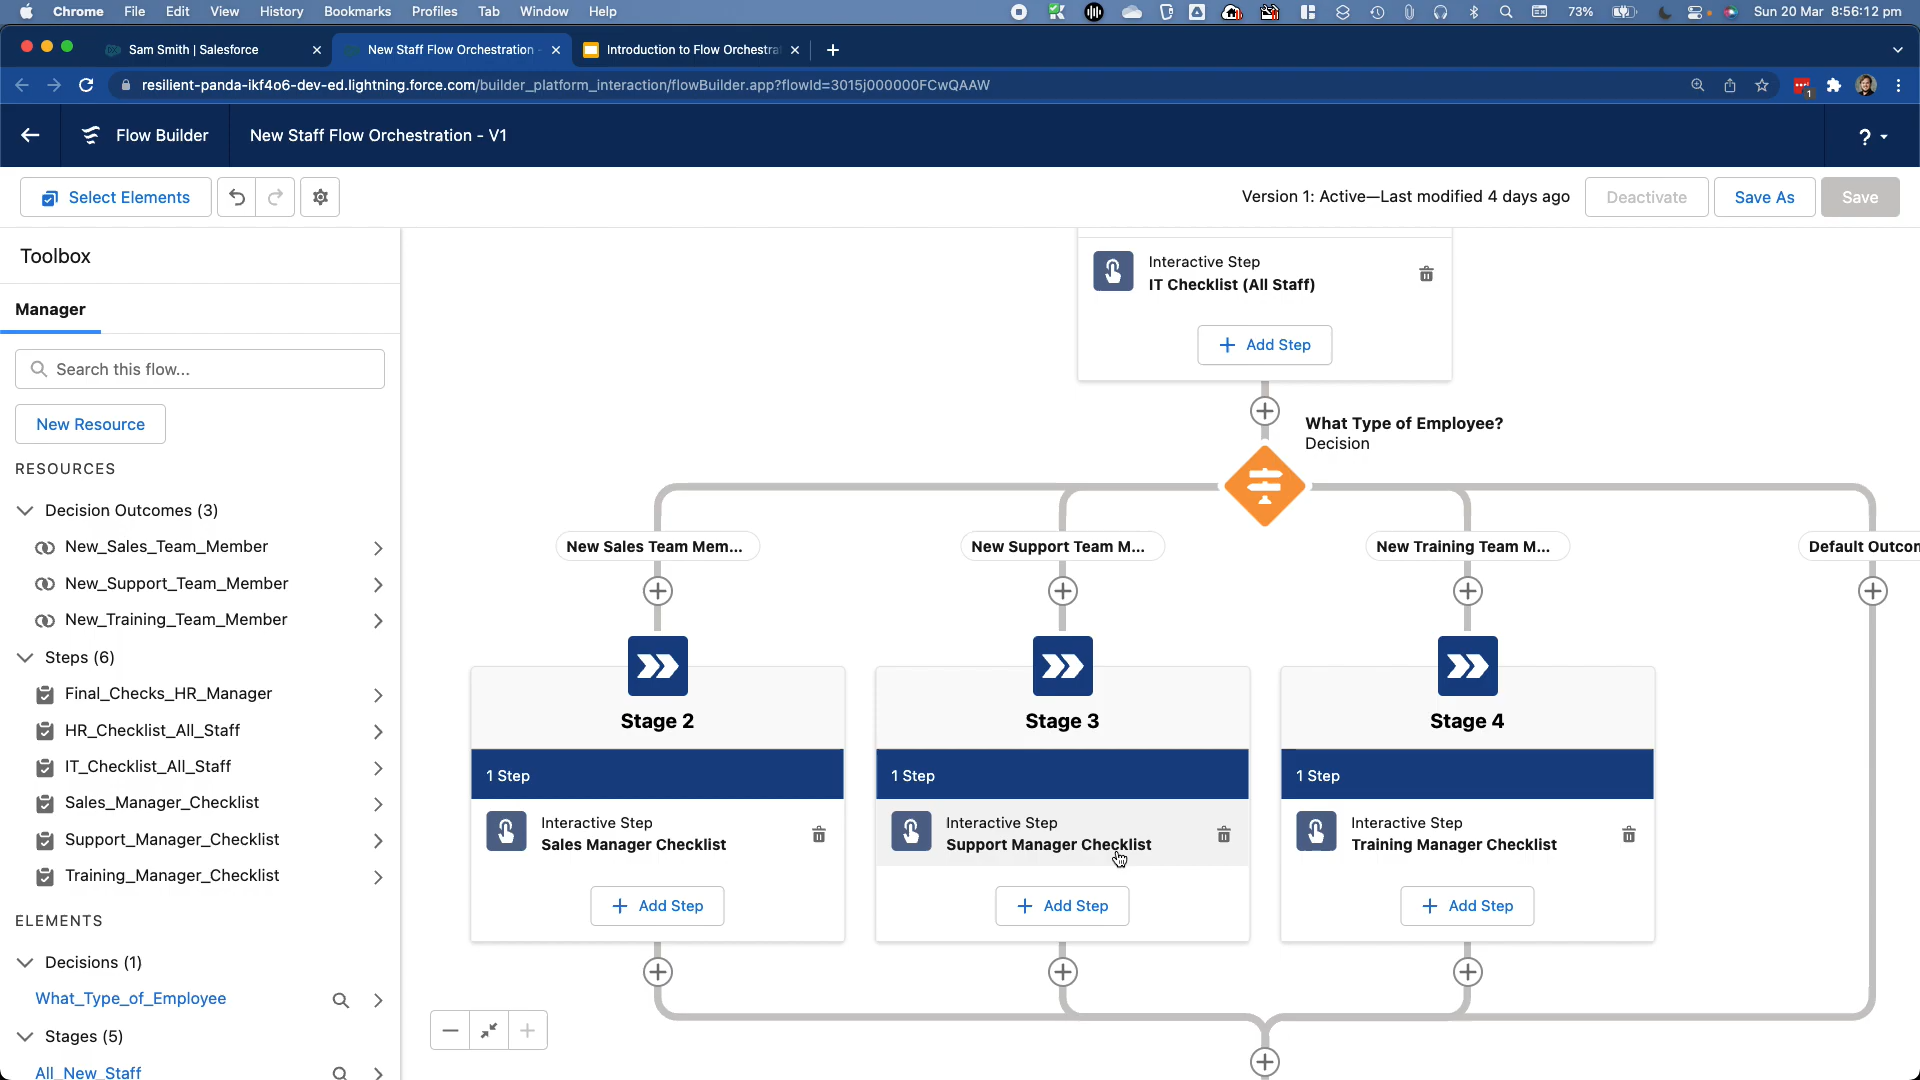 Chrome File Edit View History Bookmarks Profiles Tab Window Help 73% Sun 20 Mar 8:56:12 pm
Sam Smith | Salesforce New Staff Flow Orchestration - Introduction to Flow Orchestra
resilient-panda-ikf4o6-dev-ed.lightning.force.com/builder_platform_interaction/flowBuilder.app?flowId=3015j000000FCwQAAW 1
Flow Builder New Staff Flow Orchestration - V1 ?
Select Elements Version 1: Active—Last modified 4 days ago Deactivate Save As Save
Toolbox
Manager
Search this flow...
New Resource
RESOURCES
Decision Outcomes (3)
New_Sales_Team_Member
New_Support_Team_Member
New_Training_Team_Member
Steps (6)
Final_Checks_HR_Manager
HR_Checklist_All_Staff
IT_Checklist_All_Staff
Sales_Manager_Checklist
Support_Manager_Checklist
Training_Manager_Checklist
ELEMENTS
Decisions (1)
What_Type_of_Employee
Stages (5)
All_New_Staff
Interactive Step
IT Checklist (All Staff)
Add Step
What Type of Employee?
Decision
New Sales Team Mem... New Support Team M... New Training Team M... Default Outcon
Stage 2
1 Step
Interactive Step
Sales Manager Checklist
Add Step
Stage 3
1 Step
Interactive Step
Support Manager Checklist
Add Step
Stage 4
1 Step
Interactive Step
Training Manager Checklist
Add Step